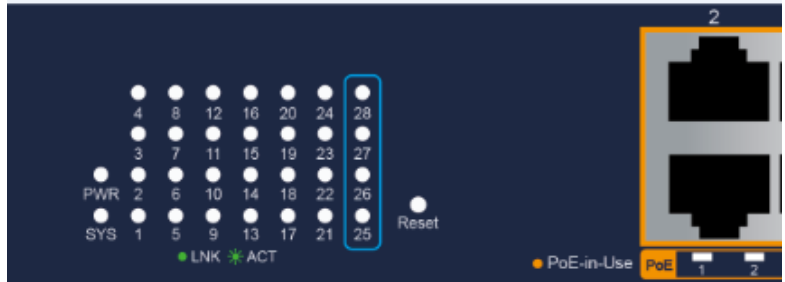 2
4 8 12 16 20 24 28
3 7 11 15 19 23 27
PWR 2 6 10 14 18 22 26
Reset
SYS 1 5 9 13 17 21 25
LNK ACT
PoE-in-Use PoE 1 2